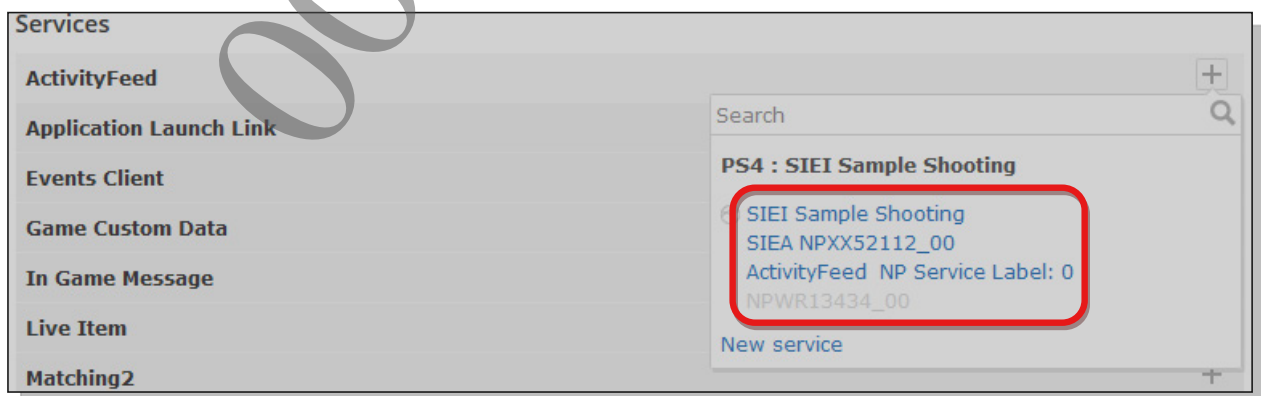 Services
ActivityFeed
+
Search
Application Launch Link
PS4 : SIEI Sample Shooting
Events Client
SIEI Sample Shooting
Game Custom Data
SIEA NPXX52112_00
In Game Message
ActivityFeed NP Service Label: 0
NPWR13434_00
Live Item
New service
Matching2
+